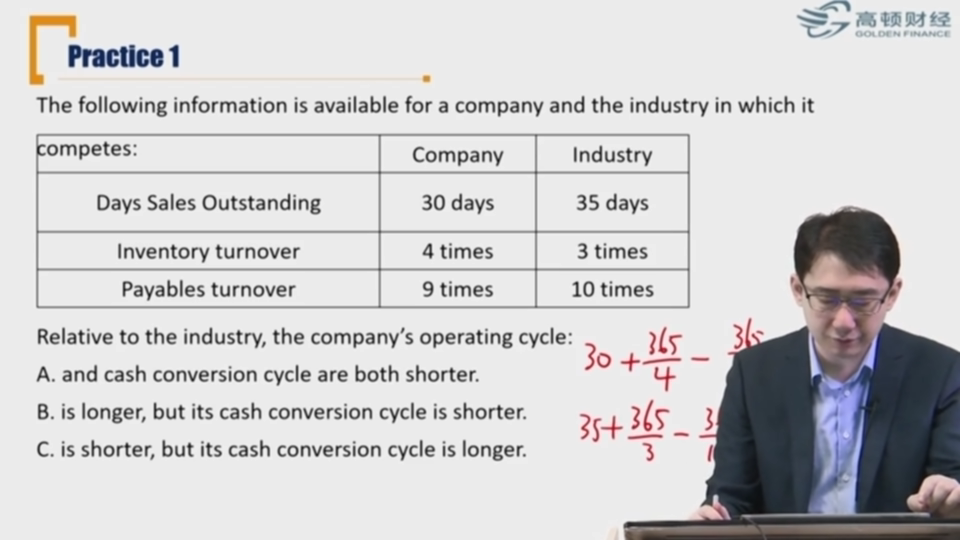 高顿财经
GOLDEN FINANCE
Practice 1
The following information is available for a company and the industry in which it
competes:
Company Industry
Days Sales Outstanding 30 days 35 days
Inventory turnover 4 times 3 times
Payables turnover 9 times 10 times
Relative to the industry, the company's operating cycle:
A. and cash conversion cycle are both shorter.
B. is longer, but its cash conversion cycle is shorter.
C. is shorter, but its cash conversion cycle is longer.
30 + 365/4 − 365
35 + 365/3 −